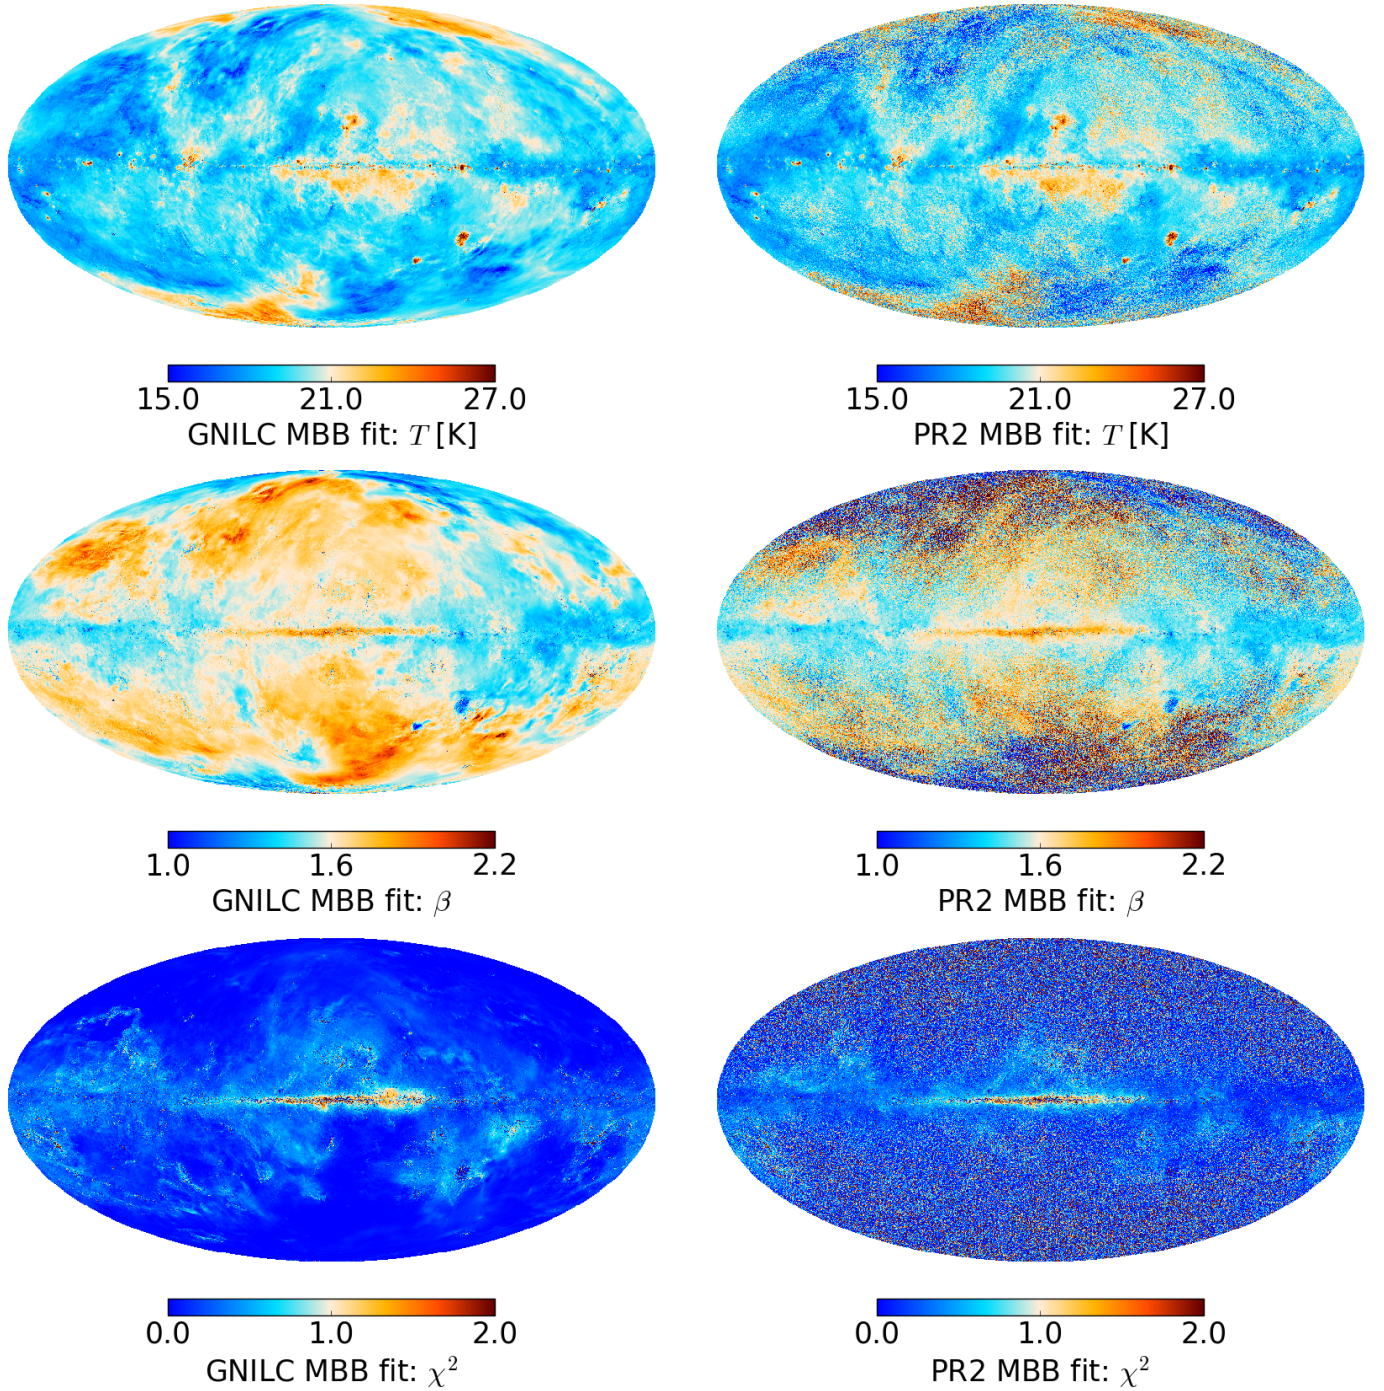 15.0 21.0 27.0
GNILC MBB fit: T [K]
15.0 21.0 27.0
PR2 MBB fit: T [K]
1.0 1.6 2.2
GNILC MBB fit: β
1.0 1.6 2.2
PR2 MBB fit: β
0.0 1.0 2.0
GNILC MBB fit: χ²
0.0 1.0 2.0
PR2 MBB fit: χ²